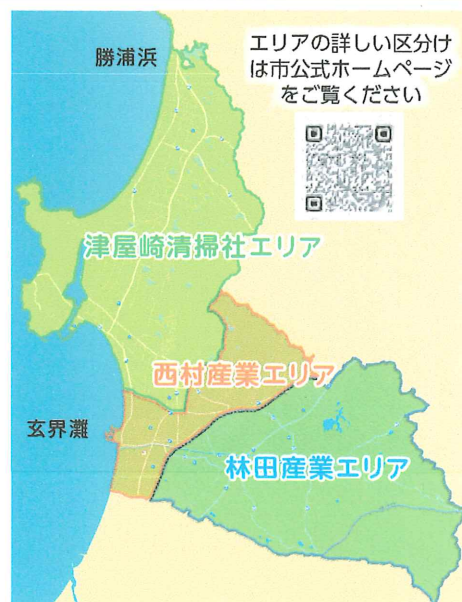 エリアの詳しい区分け
は市公式ホームページ
をご覧ください
勝浦浜
津屋崎清掃社エリア
西村産業エリア
玄界灘
林田産業エリア